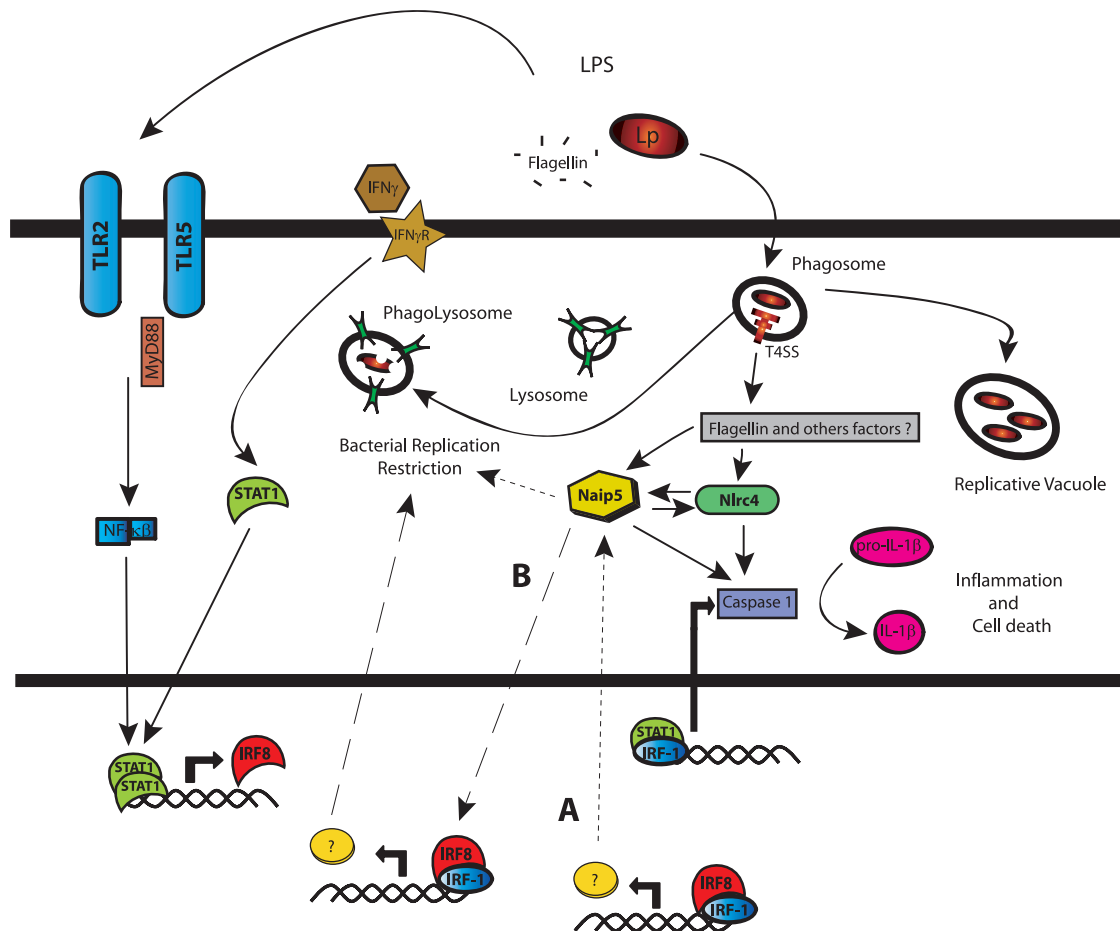 LPS
Lp
Flagellin
IFNγ
TLR2
TLR5
IFNγR
Phagosome
MyD88
PhagoLysosome
T4SS
Lysosome
Flagellin and others factors ?
Bacterial Replication
Restriction
Replicative Vacuole
STAT1
Naip5
Nlrc4
NF-κβ
pro-IL-1β
B
Caspase 1
Inflammation
and
Cell death
IL-1β
STAT1
IRF-1
IRF8
STAT1
STAT1
A
?
IRF8
IRF-1
?
IRF8
IRF-1